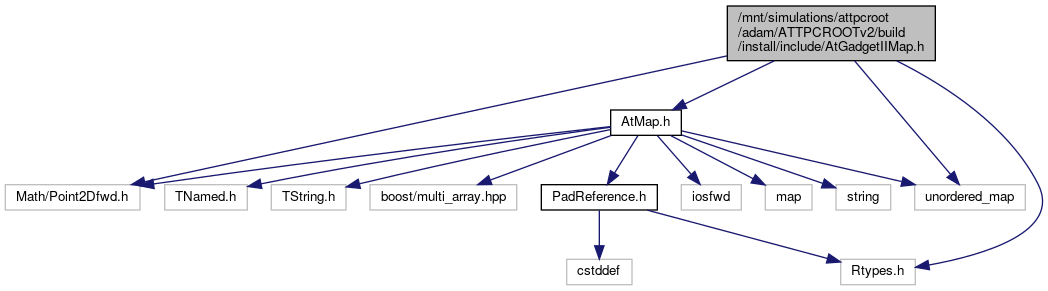 /mnt/simulations/attpcroot
/adam/ATTPCROOTv2/build
/install/include/AtGadgetIIMap.h
AtMap.h
Math/Point2Dfwd.h
TNamed.h
TString.h
boost/multi_array.hpp
PadReference.h
iosfwd
map
string
unordered_map
cstddef
Rtypes.h